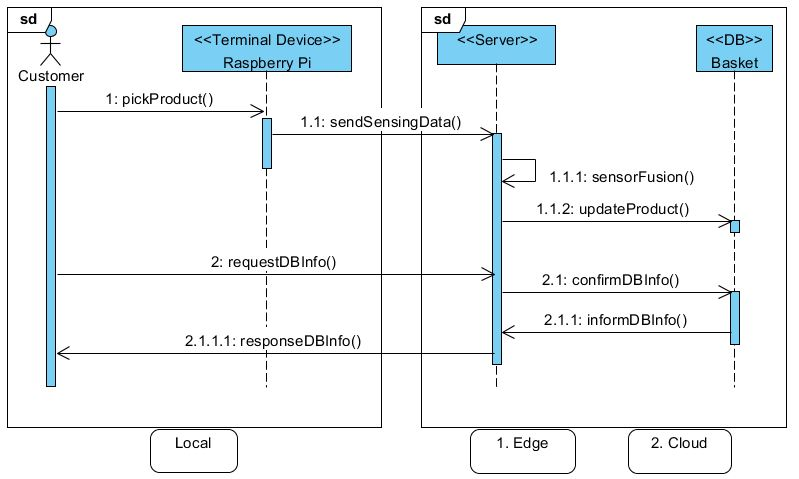 sd
sd
Customer
<<Terminal Device>>
Raspberry Pi
<<Server>>
<<DB>>
Basket
1: pickProduct()
1.1: sendSensingData()
1.1.1: sensorFusion()
1.1.2: updateProduct()
2: requestDBInfo()
2.1: confirmDBInfo()
2.1.1: informDBInfo()
2.1.1.1: responseDBInfo()
Local
1. Edge
2. Cloud